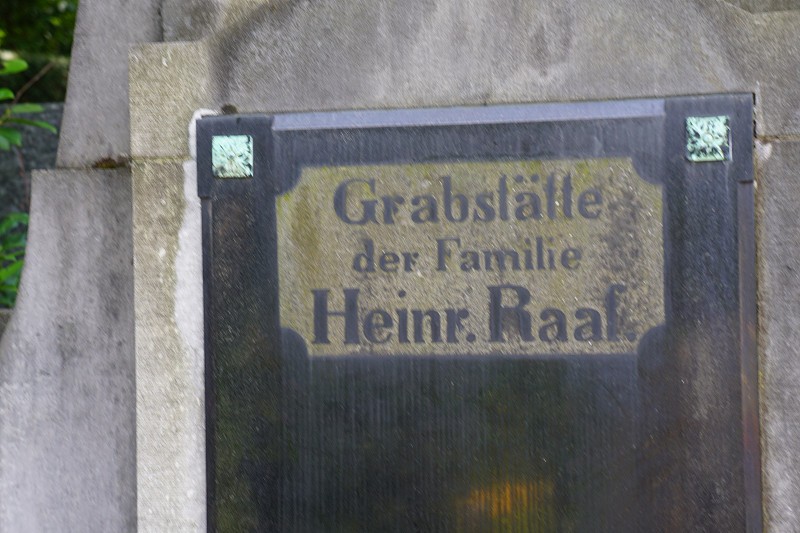 Grabstätte
der Familie
Heinr. Raaf.